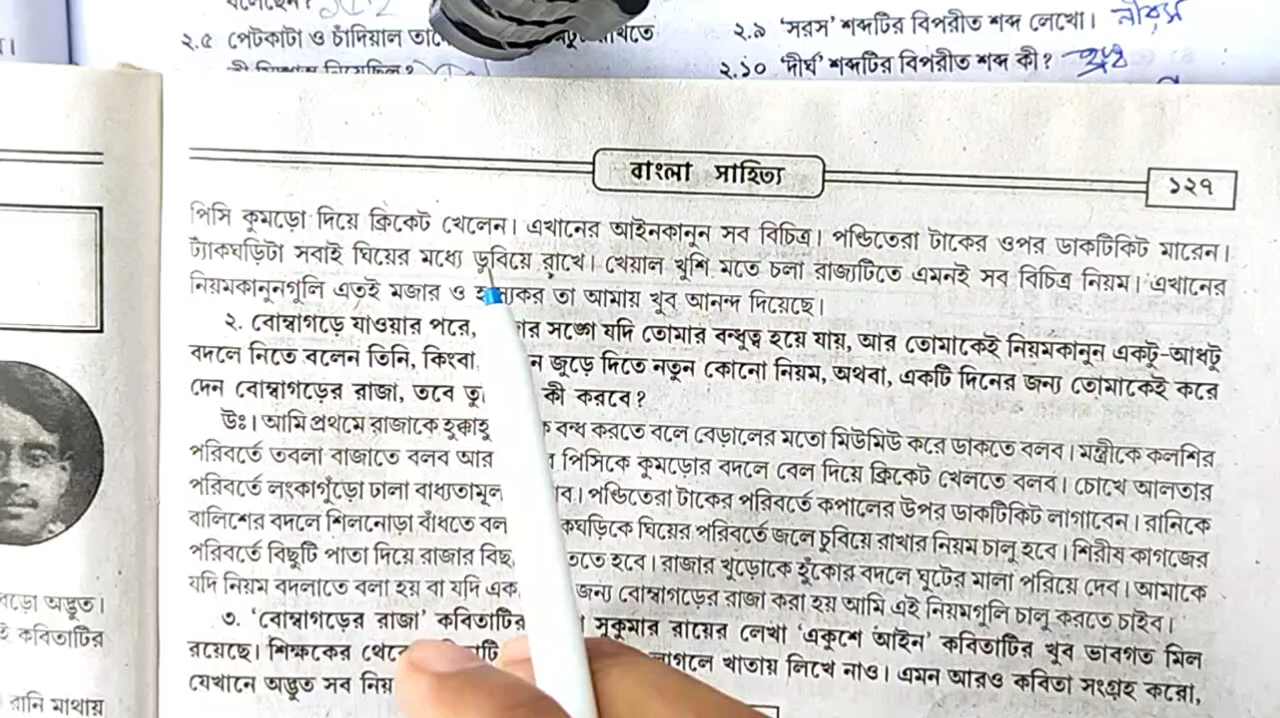 ২.৫ পেটকাটা ও চাঁদিয়াল
২.৯ ‘সরস’ শব্দটির বিপরীত শব্দ লেখো। নীরস
২.১০ ‘দীর্ঘ’ শব্দটির বিপরীত শব্দ কী? হ্রস্ব
বাংলা সাহিত্য
১২৭
পিসি কুমড়ো দিয়ে ক্রিকেট খেলেন। এখানের আইনকানুন সব বিচিত্র। পণ্ডিতেরা টাকের ওপর ডাকটিকিট মারেন।
ট্যাঁকঘড়িটা সবাই ঘিয়ের মধ্যে ডুবিয়ে রাখে। খেয়াল খুশি মতে চলা রাজ্যটিতে এমনই সব বিচিত্র নিয়ম। এখানের
নিয়মকানুনগুলি এতই মজার ও তা আমায় খুব আনন্দ দিয়েছে।
২. বোম্বাগড়ে যাওয়ার পরে, সঙ্গে যদি তোমার বন্ধুত্ব হয়ে যায়, আর তোমাকেই নিয়মকানুন একটু-আধটু
বদলে নিতে বলেন তিনি, কিংবা জুড়ে দিতে নতুন কোনো নিয়ম, অথবা, একটি দিনের জন্য তোমাকেই করে
দেন বোম্বাগড়ের রাজা, তবে কী করবে?
উঃ। আমি প্রথমে রাজাকে বন্ধ করতে বলে বেড়ালের মতো মিউমিউ করে ডাকতে বলব। মন্ত্রীকে কলশির
পরিবর্তে তবলা বাজাতে বলব আর পিসিকে কুমড়োর বদলে বেল দিয়ে ক্রিকেট খেলতে বলব। চোখে আলতার
পরিবর্তে লংকাগুঁড়ো ঢালা পণ্ডিতেরা টাকের পরিবর্তে কপালের উপর ডাকটিকিট লাগাবেন। রানিকে
বালিশের বদলে শিলনোড়া বাঁধতে ঘিয়ের পরিবর্তে জলে চুবিয়ে রাখার নিয়ম চালু হবে। শিরীষ কাগজের
পরিবর্তে বিছুটি পাতা দিয়ে রাজার হবে। রাজার খুড়োকে হুঁকোর বদলে ঘুটের মালা পরিয়ে দেব। আমাকে
যদি নিয়ম বদলাতে বলা হয় বা যদি জন্য বোম্বাগড়ের রাজা করা হয় আমি এই নিয়মগুলি চালু করতে চাইব।
৩. ‘বোম্বাগড়ের রাজা’ কবিতাটির সুকুমার রায়ের লেখা ‘একুশে আইন’ কবিতাটির খুব ভাবগত মিল
রয়েছে। শিক্ষকের লাগলে খাতায় লিখে নাও। এমন আরও কবিতা সংগ্রহ করো,
যেখানে অদ্ভুত সব
অদ্ভুত।
কবিতাটির
রানি মাথায়